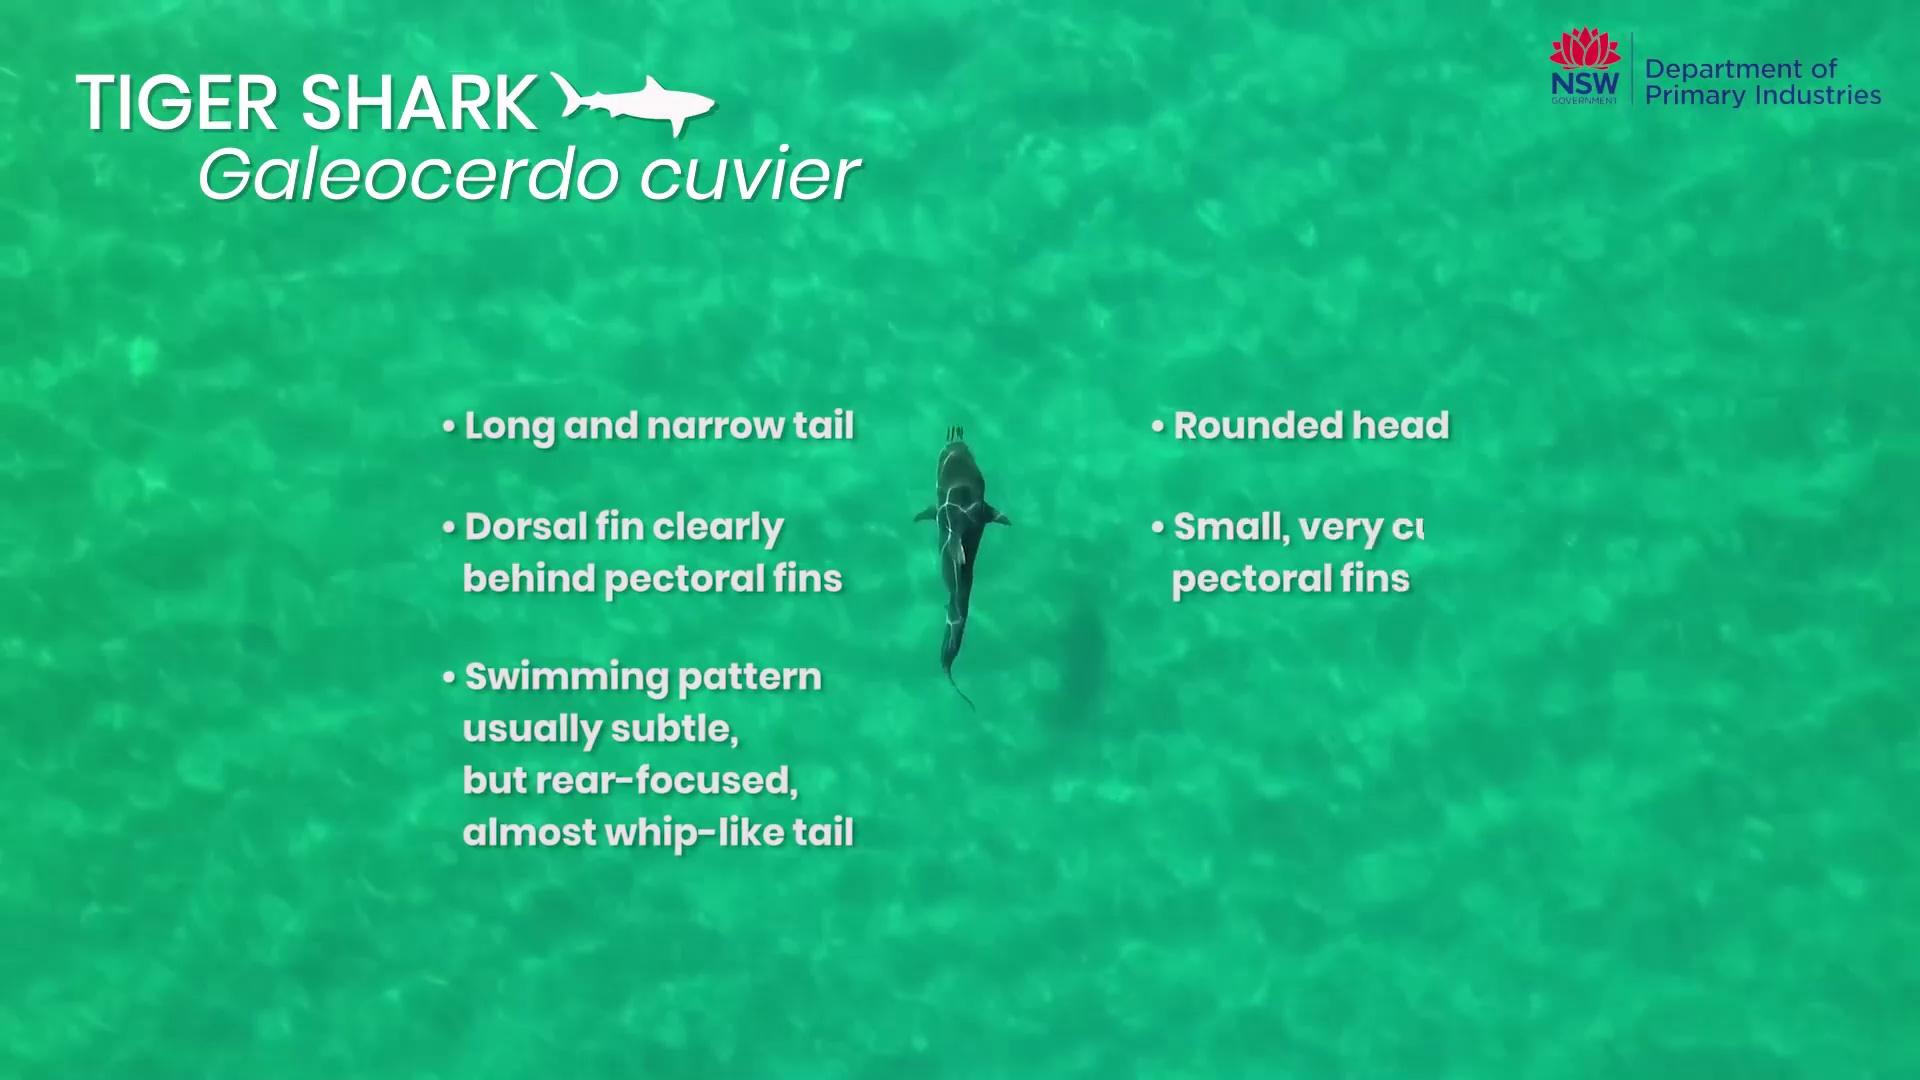 TIGER SHARK
Galeocerdo cuvier
NSW
GOVERNMENT
Department of
Primary Industries
• Long and narrow tail
• Dorsal fin clearly
behind pectoral fins
• Swimming pattern
usually subtle,
but rear-focused,
almost whip-like tail
• Rounded head
• Small, very
pectoral fins